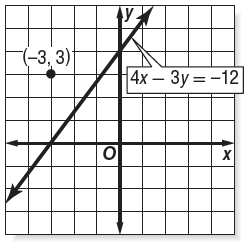 y
(−3, 3)
4x − 3y = −12
O
x